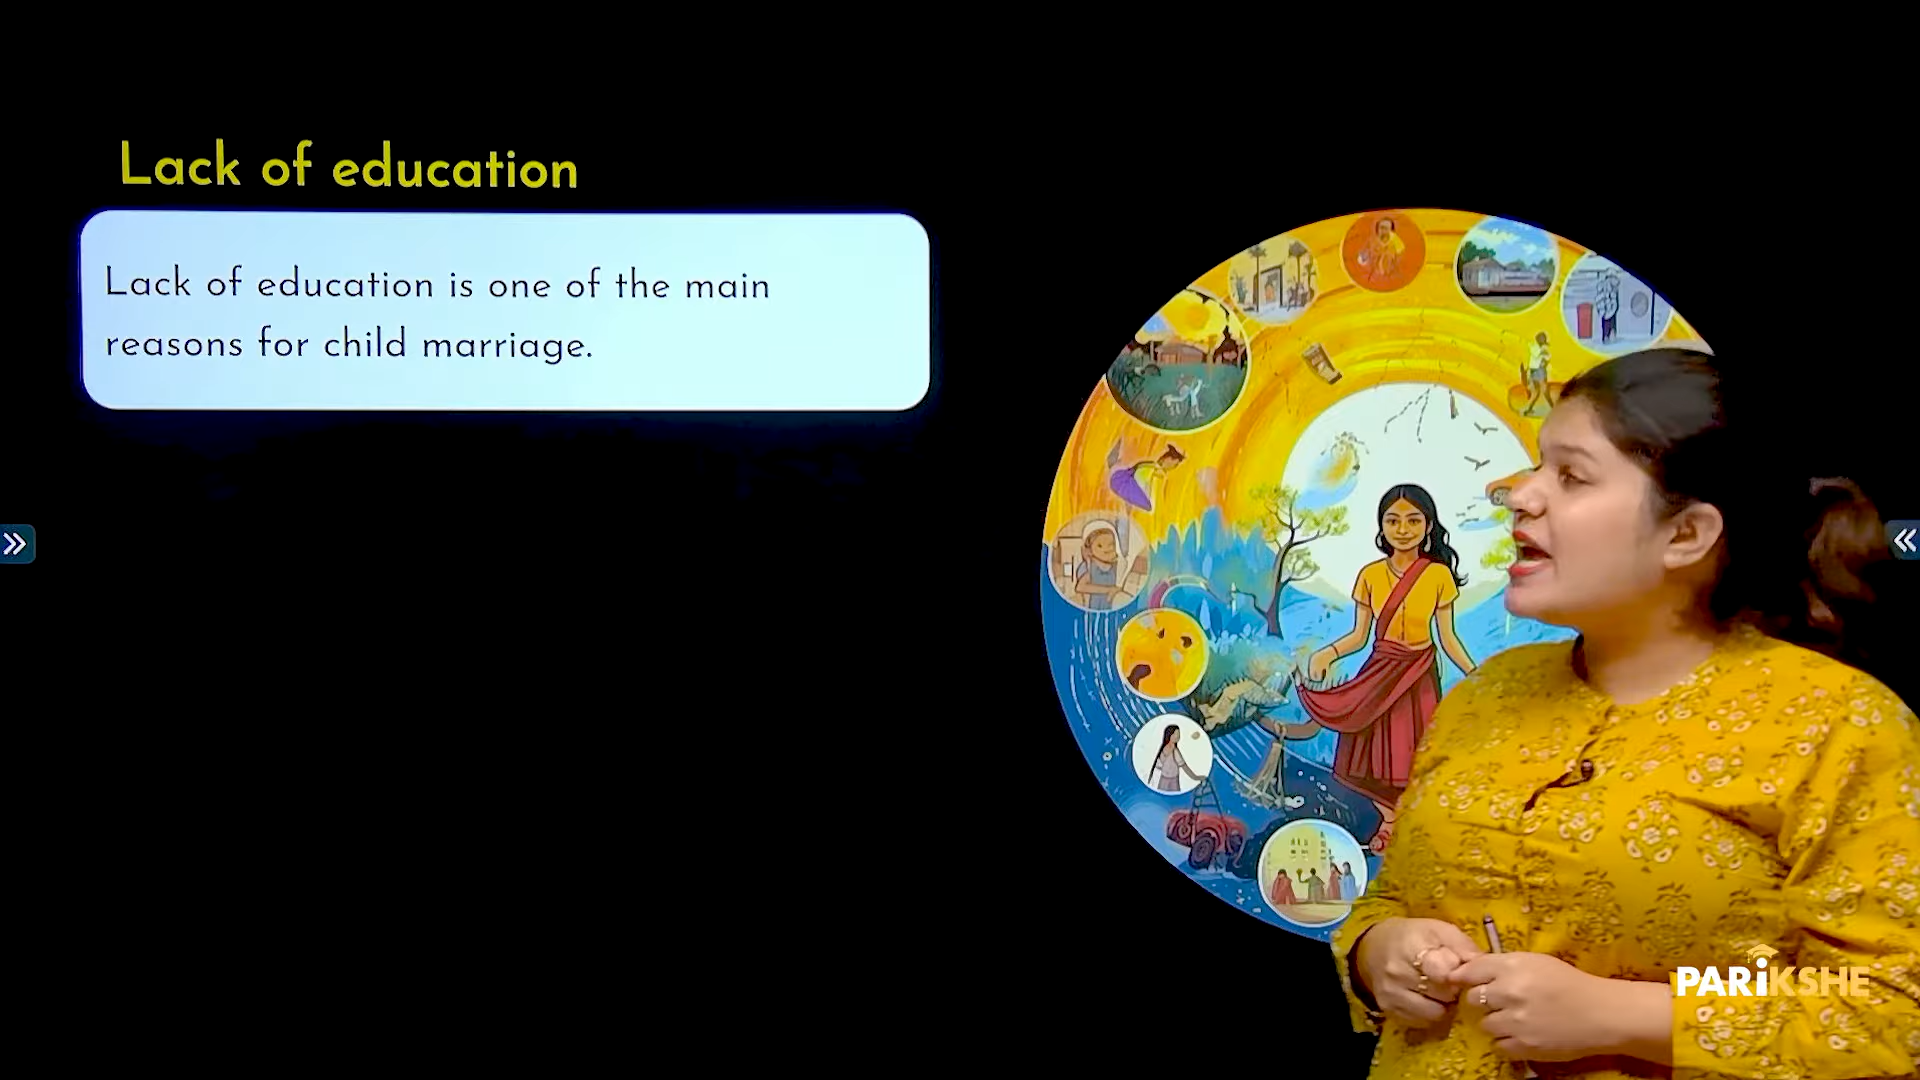 Lack of education
Lack of education is one of the main
reasons for child marriage.
PARiKSHE